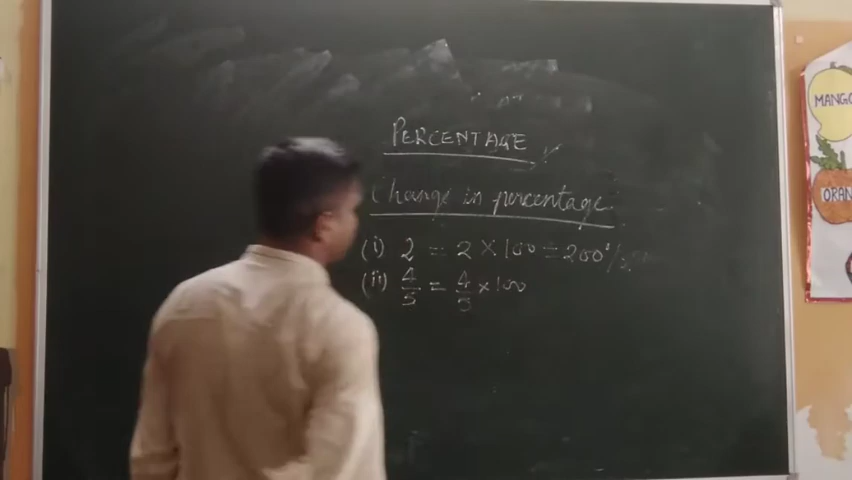 PERCENTAGE
Change in percentage
(i) 2 = 2 × 100 = 200%
(ii) 4/5 = 4/5 × 100
MANGO
ORAN